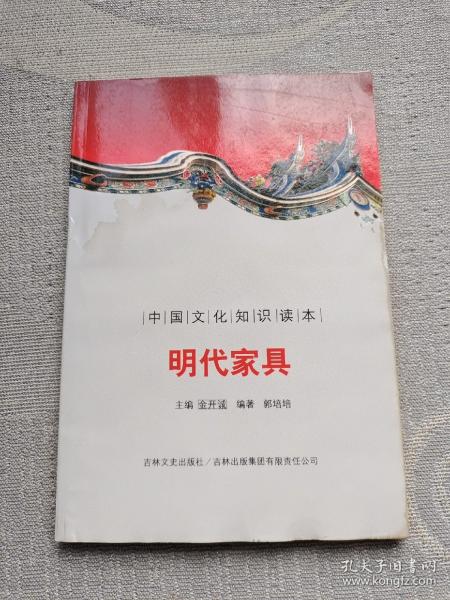 中国文化知识读本
明代家具
主编 金开诚 编著 郭培培
吉林文史出版社/吉林出版集团有限责任公司
孔夫子旧书网
www.kongfz.com